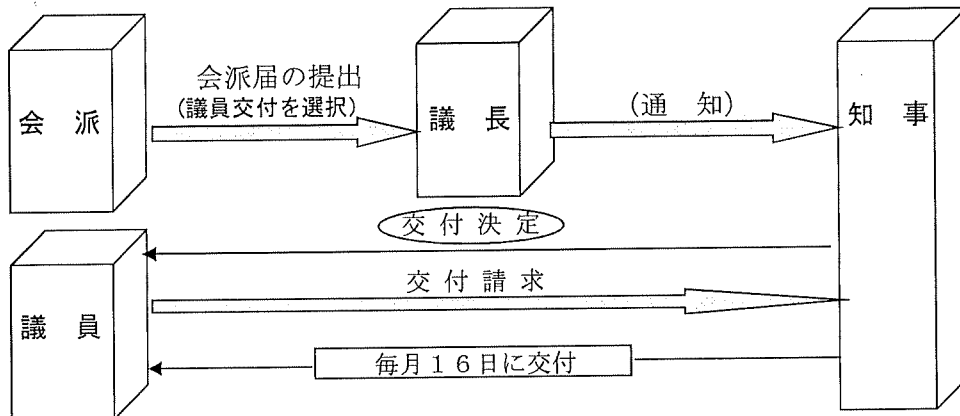 会派
会派届の提出
(議員交付を選択)
議長
(通 知)
知事
交付決定
議員
交付請求
毎月１６日に交付